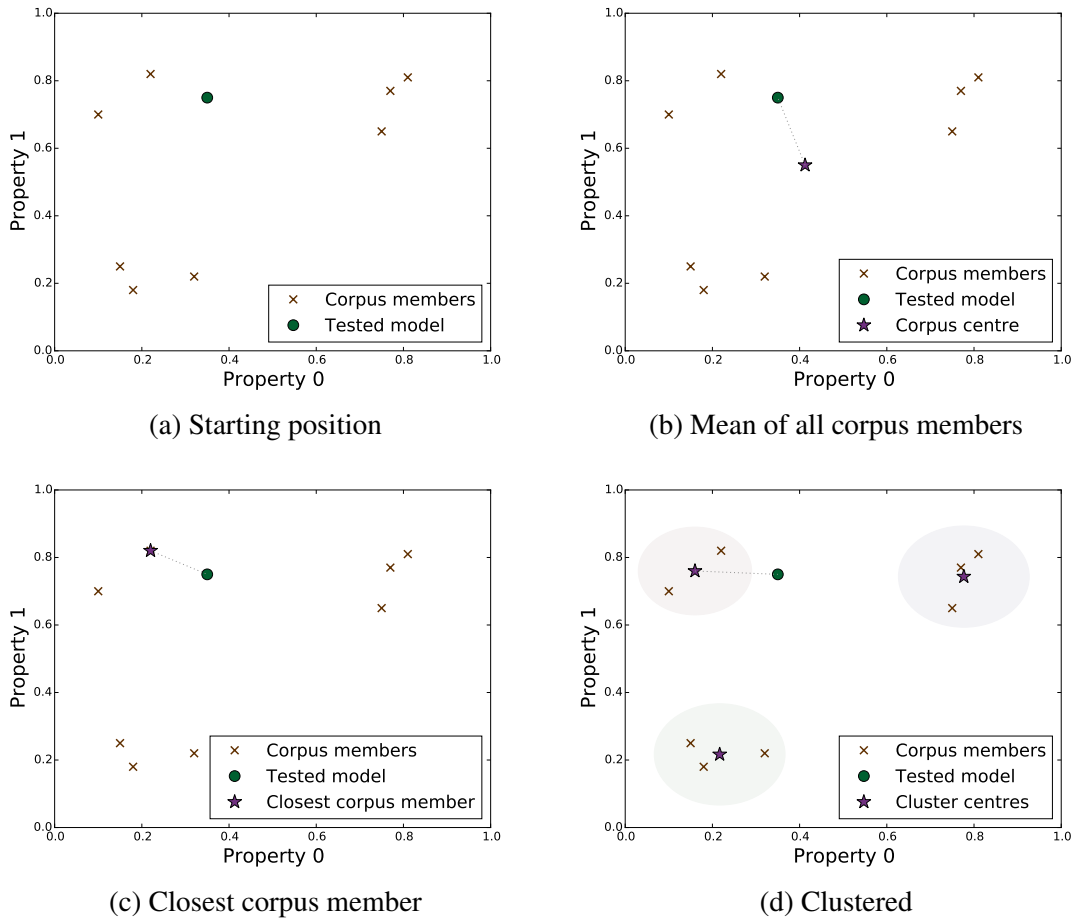 1.0
0.8
0.6
0.4
0.2
0.0
Property 1
Corpus members
Tested model
0.0 0.2 0.4 0.6 0.8 1.0
Property 0
(a) Starting position
1.0
0.8
0.6
0.4
0.2
0.0
Property 1
Corpus members
Tested model
Corpus centre
0.0 0.2 0.4 0.6 0.8 1.0
Property 0
(b) Mean of all corpus members
1.0
0.8
0.6
0.4
0.2
0.0
Property 1
Corpus members
Tested model
Closest corpus member
0.0 0.2 0.4 0.6 0.8 1.0
Property 0
(c) Closest corpus member
1.0
0.8
0.6
0.4
0.2
0.0
Property 1
Corpus members
Tested model
Cluster centres
0.0 0.2 0.4 0.6 0.8 1.0
Property 0
(d) Clustered